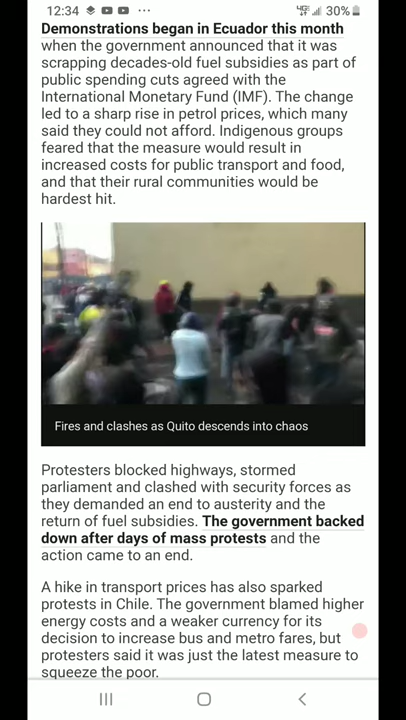 12:34
30%
Demonstrations began in Ecuador this month
when the government announced that it was
scrapping decades-old fuel subsidies as part of
public spending cuts agreed with the
International Monetary Fund (IMF). The change
led to a sharp rise in petrol prices, which many
said they could not afford. Indigenous groups
feared that the measure would result in
increased costs for public transport and food,
and that their rural communities would be
hardest hit.
Fires and clashes as Quito descends into chaos
Protesters blocked highways, stormed
parliament and clashed with security forces as
they demanded an end to austerity and the
return of fuel subsidies. The government backed
down after days of mass protests and the
action came to an end.
A hike in transport prices has also sparked
protests in Chile. The government blamed higher
energy costs and a weaker currency for its
decision to increase bus and metro fares, but
protesters said it was just the latest measure to
squeeze the poor.